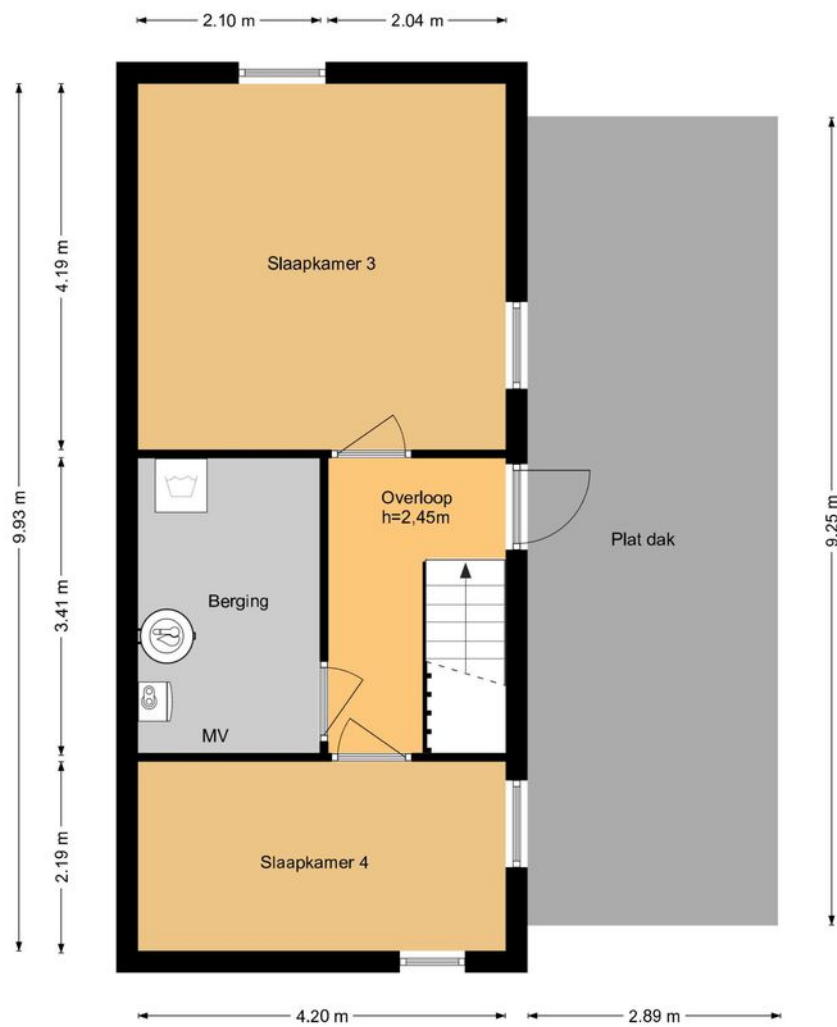 2.10 m
2.04 m
4.19 m
Slaapkamer 3
9.93 m
9.25 m
Overloop
h=2,45m
Plat dak
3.41 m
Berging
MV
2.19 m
Slaapkamer 4
4.20 m
2.89 m